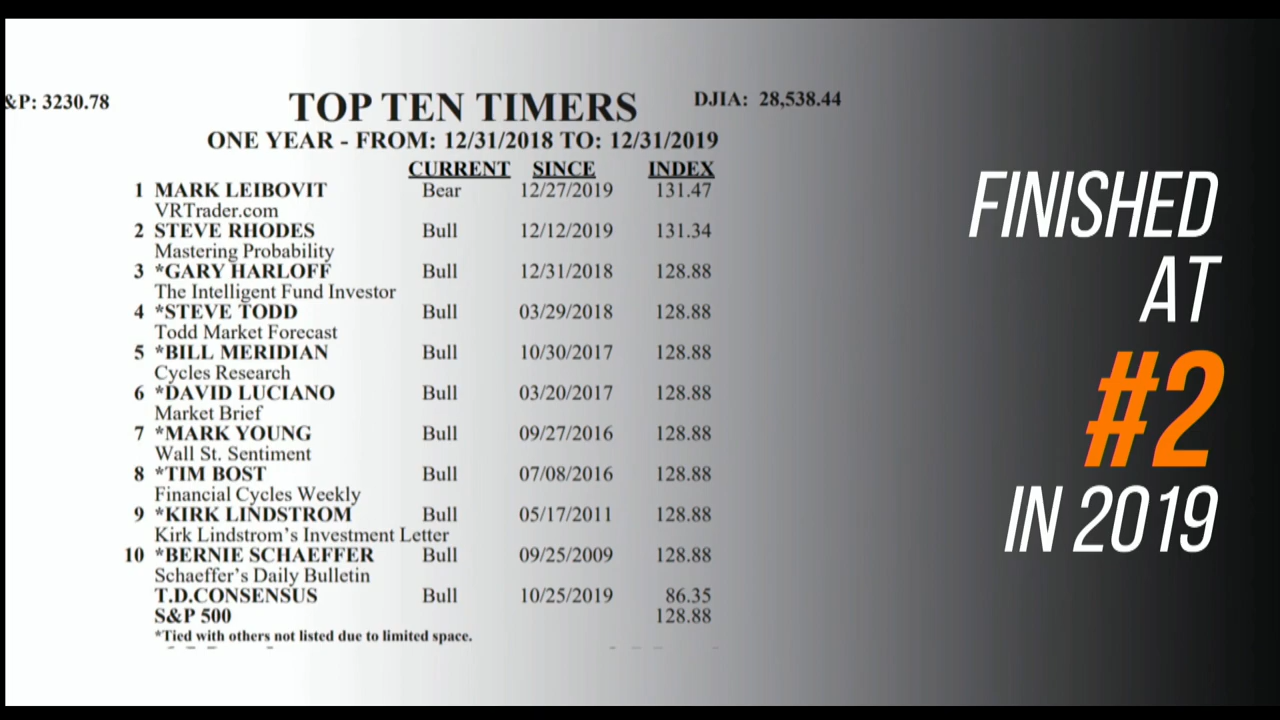 &P: 3230.78
TOP TEN TIMERS
DJIA: 28,538.44
ONE YEAR - FROM: 12/31/2018 TO: 12/31/2019
CURRENT SINCE INDEX
1 MARK LEIBOVIT Bear 12/27/2019 131.47
VRTrader.com
2 STEVE RHODES Bull 12/12/2019 131.34
Mastering Probability
3 *GARY HARLOFF Bull 12/31/2018 128.88
The Intelligent Fund Investor
4 *STEVE TODD Bull 03/29/2018 128.88
Todd Market Forecast
5 *BILL MERIDIAN Bull 10/30/2017 128.88
Cycles Research
6 *DAVID LUCIANO Bull 03/20/2017 128.88
Market Brief
7 *MARK YOUNG Bull 09/27/2016 128.88
Wall St. Sentiment
8 *TIM BOST Bull 07/08/2016 128.88
Financial Cycles Weekly
9 *KIRK LINDSTROM Bull 05/17/2011 128.88
Kirk Lindstrom's Investment Letter
10 *BERNIE SCHAEFFER Bull 09/25/2009 128.88
Schaeffer's Daily Bulletin
T.D.CONSENSUS Bull 10/25/2019 86.35
S&P 500 128.88
*Tied with others not listed due to limited space.
FINISHED
AT
#2
IN 2019